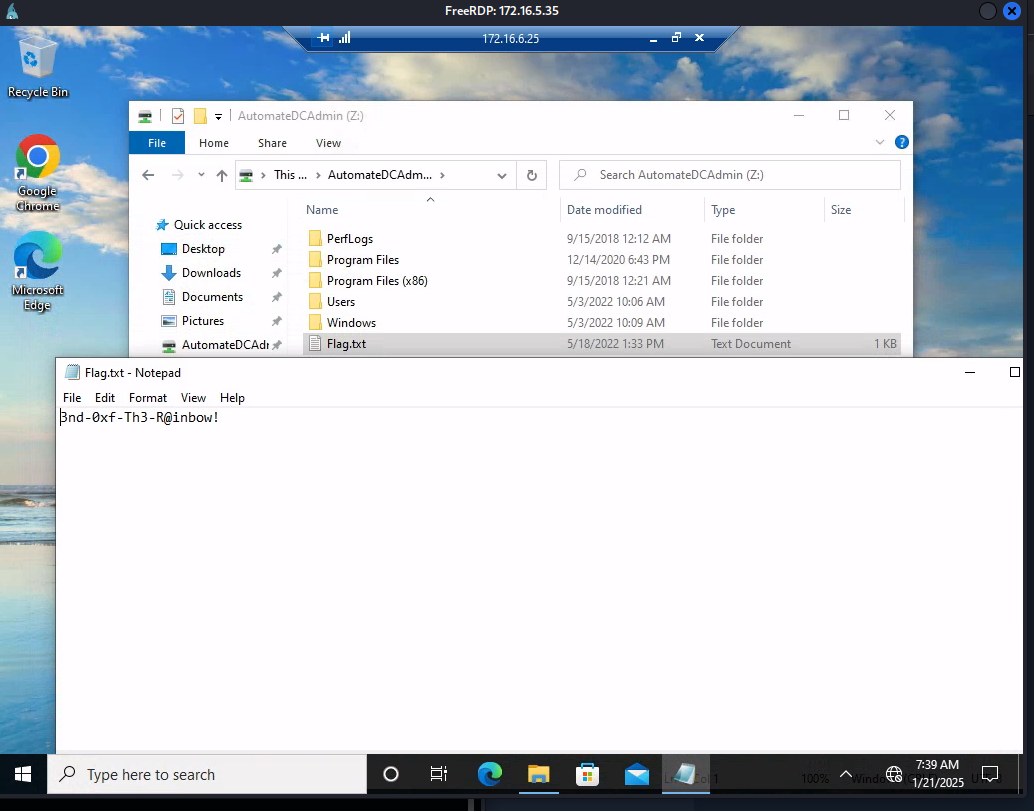 FreeRDP: 172.16.5.35
172.16.6.25
Recycle Bin
Google
Chrome
Microsoft
Edge
AutomateDCAdmin (Z:)
File Home Share View
This ... AutomateDCAdm...
Search AutomateDCAdmin (Z:)
Name Date modified Type Size
Quick access
Desktop
Downloads
Documents
Pictures
AutomateDCAdr
PerfLogs 9/15/2018 12:12 AM File folder
Program Files 12/14/2020 6:43 PM File folder
Program Files (x86) 9/15/2018 12:21 AM File folder
Users 5/3/2022 10:06 AM File folder
Windows 5/3/2022 10:09 AM File folder
Flag.txt 5/18/2022 1:33 PM Text Document 1 KB
Flag.txt - Notepad
File Edit Format View Help
3nd-0xf-Th3-R@inbow!
Type here to search
100%
7:39 AM
1/21/2025